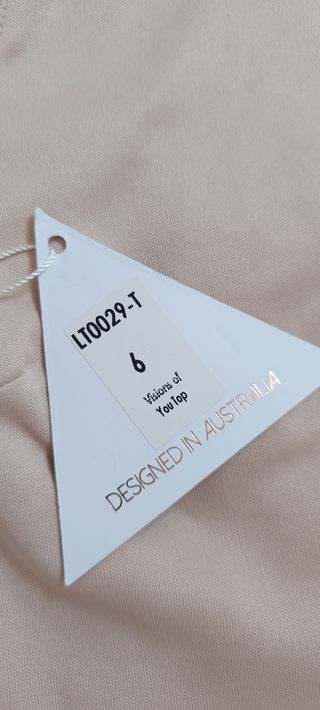 LT0029-T
6
Visions of
You Top
DESIGNED IN AUSTRALIA